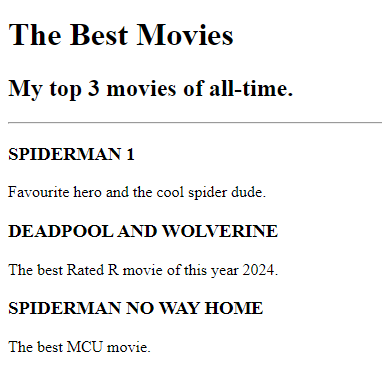 The Best Movies
My top 3 movies of all-time.
SPIDERMAN 1
Favourite hero and the cool spider dude.
DEADPOOL AND WOLVERINE
The best Rated R movie of this year 2024.
SPIDERMAN NO WAY HOME
The best MCU movie.